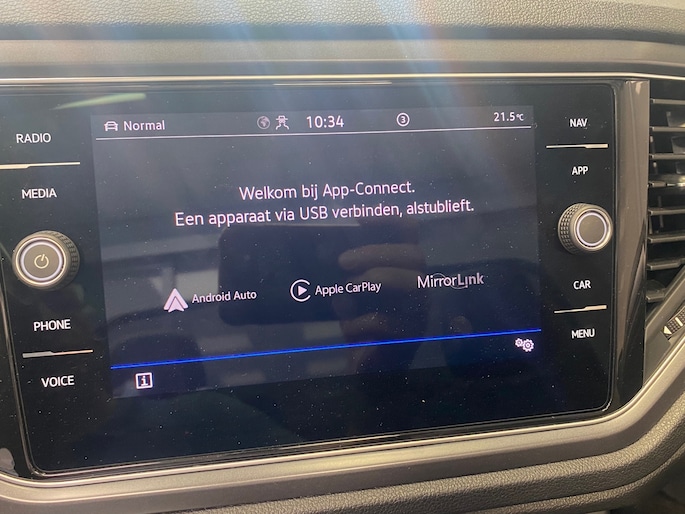 RADIO
MEDIA
PHONE
VOICE
Normal
10:34
3
21.5°C
Welkom bij App-Connect.
Een apparaat via USB verbinden, alstublieft.
Android Auto
Apple CarPlay
MirrorLink
i
NAV
APP
CAR
MENU